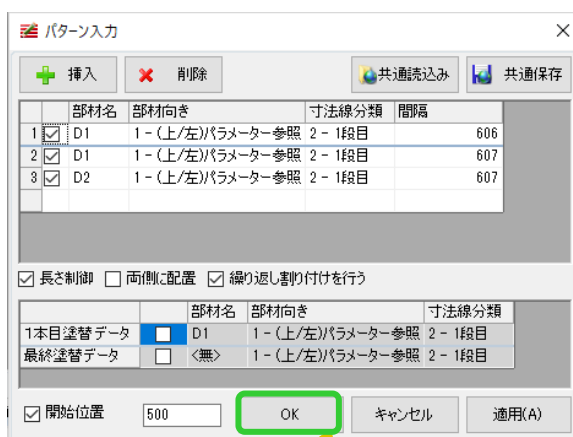 パターン入力
挿入 削除 共通読込み 共通保存
部材名 部材向き 寸法線分類 間隔
1 D1 1 - (上/左)パラメーター参照 2 - 1段目 606
2 D1 1 - (上/左)パラメーター参照 2 - 1段目 607
3 D2 1 - (上/左)パラメーター参照 2 - 1段目 607
長さ制御 両側に配置 繰り返し割り付けを行う
部材名 部材向き 寸法線分類
1本目塗替データ D1 1 - (上/左)パラメーター参照 2 - 1段目
最終塗替データ <無> 1 - (上/左)パラメーター参照 2 - 1段目
開始位置 500 OK キャンセル 適用(A)